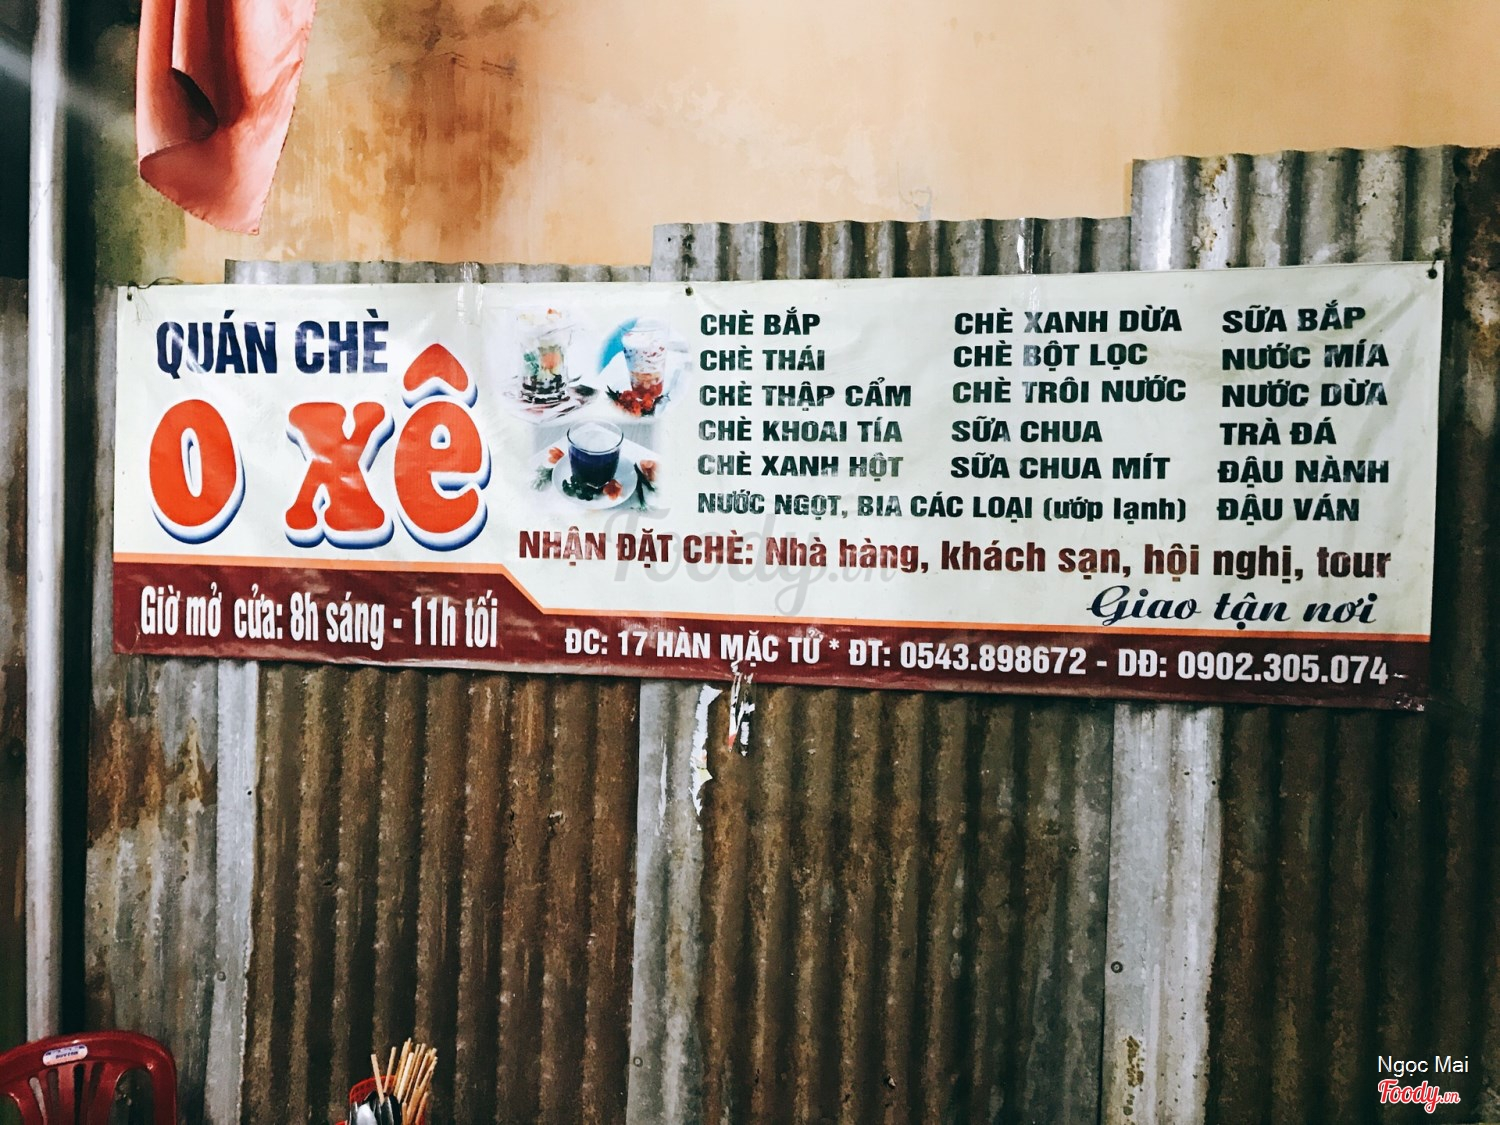 QUÁN CHÈ
O XÊ
CHÈ BẮP
CHÈ THÁI
CHÈ THẬP CẨM
CHÈ KHOAI TÍA
CHÈ XANH HỘT
CHÈ XANH DỪA
CHÈ BỘT LỌC
CHÈ TRÔI NƯỚC
SỮA CHUA
SỮA CHUA MÍT
SỮA BẮP
NƯỚC MÍA
NƯỚC DỪA
TRÀ ĐÁ
ĐẬU NÀNH
ĐẬU VÁN
NƯỚC NGỌT, BIA CÁC LOẠI (ướp lạnh)
NHẬN ĐẶT CHÈ: Nhà hàng, khách sạn, hội nghị, tour
Giao tận nơi
Giờ mở cửa: 8h sáng - 11h tối
ĐC: 17 HÀN MẶC TỬ * ĐT: 0543.898672 - DĐ: 0902.305.074
Foody.vn
Ngọc Mai
Foody.vn